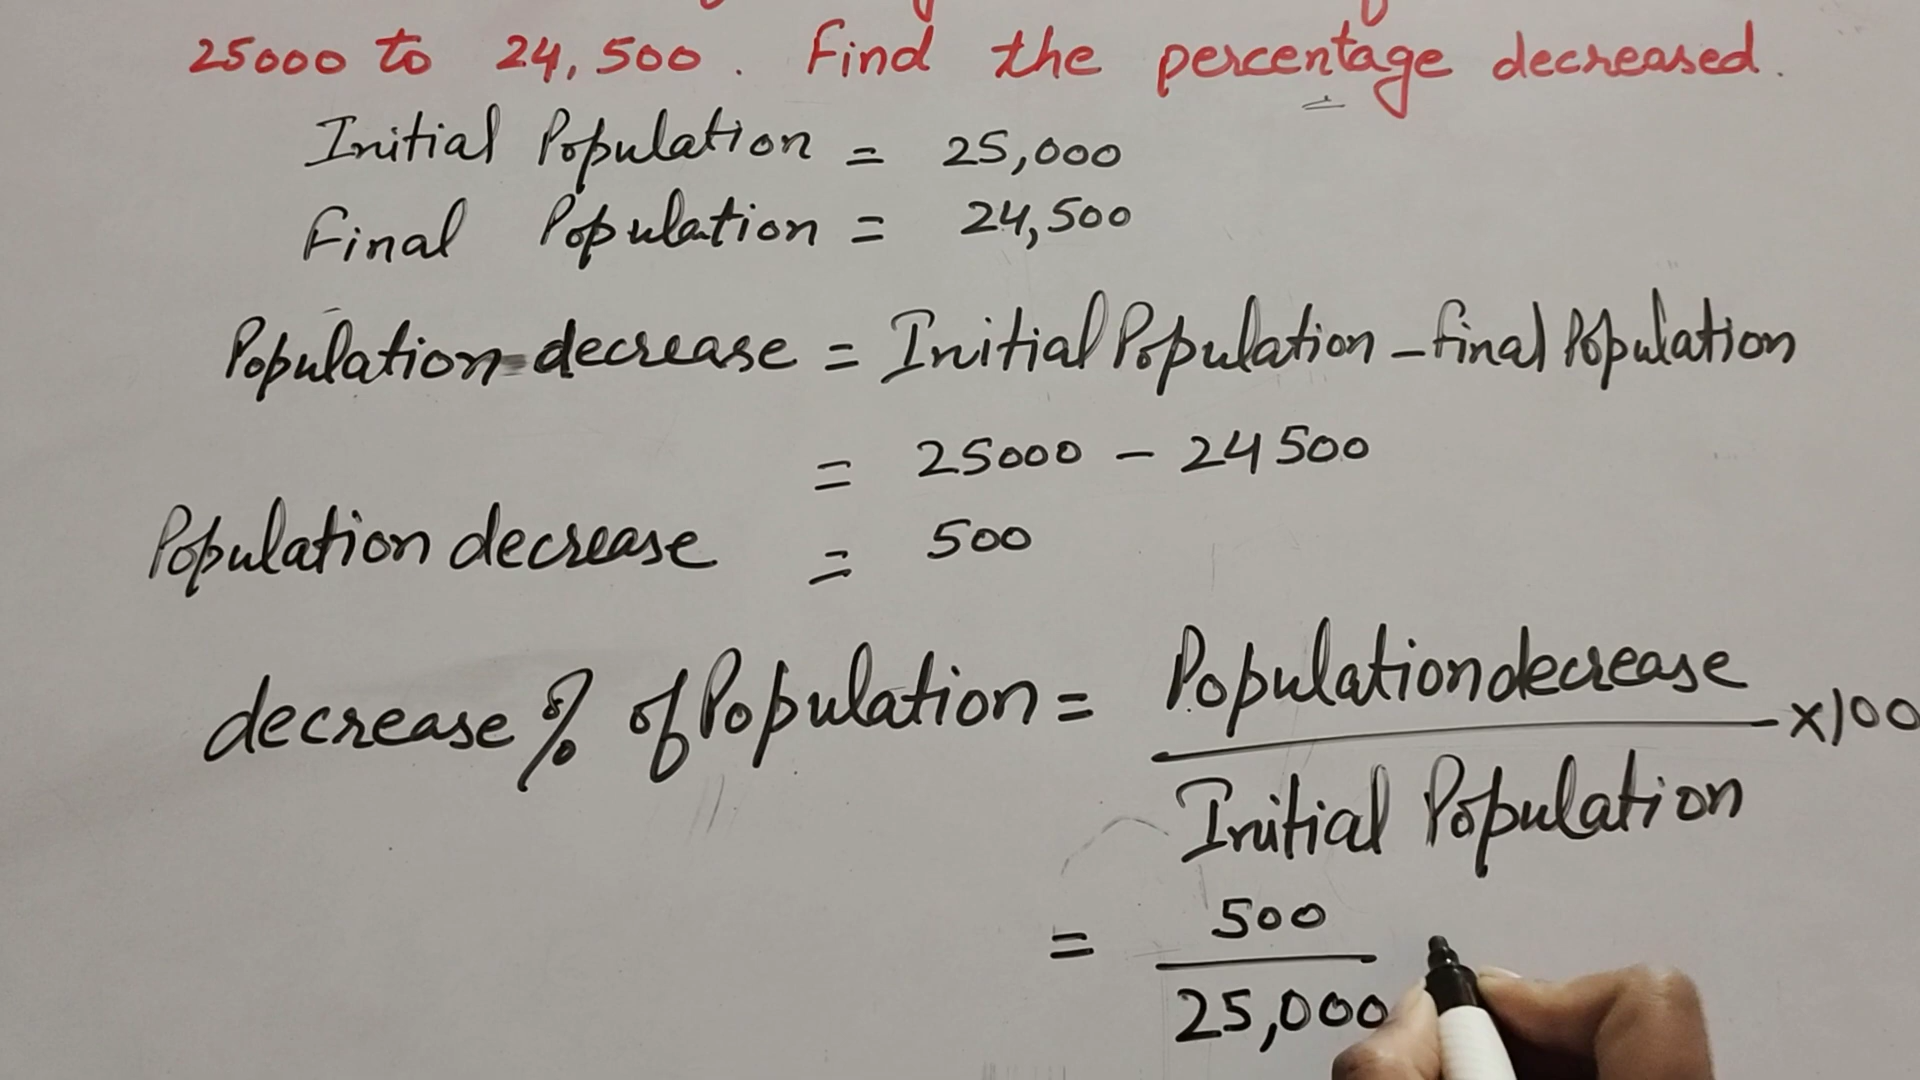 25000 to 24,500. Find the percentage decreased.
Initial Population = 25,000
Final Population = 24,500
Population decrease = Initial Population - Final Population
= 25000 - 24500
Population decrease = 500
decrease % of Population = Population decrease / Initial Population ×100
= 500 / 25,000